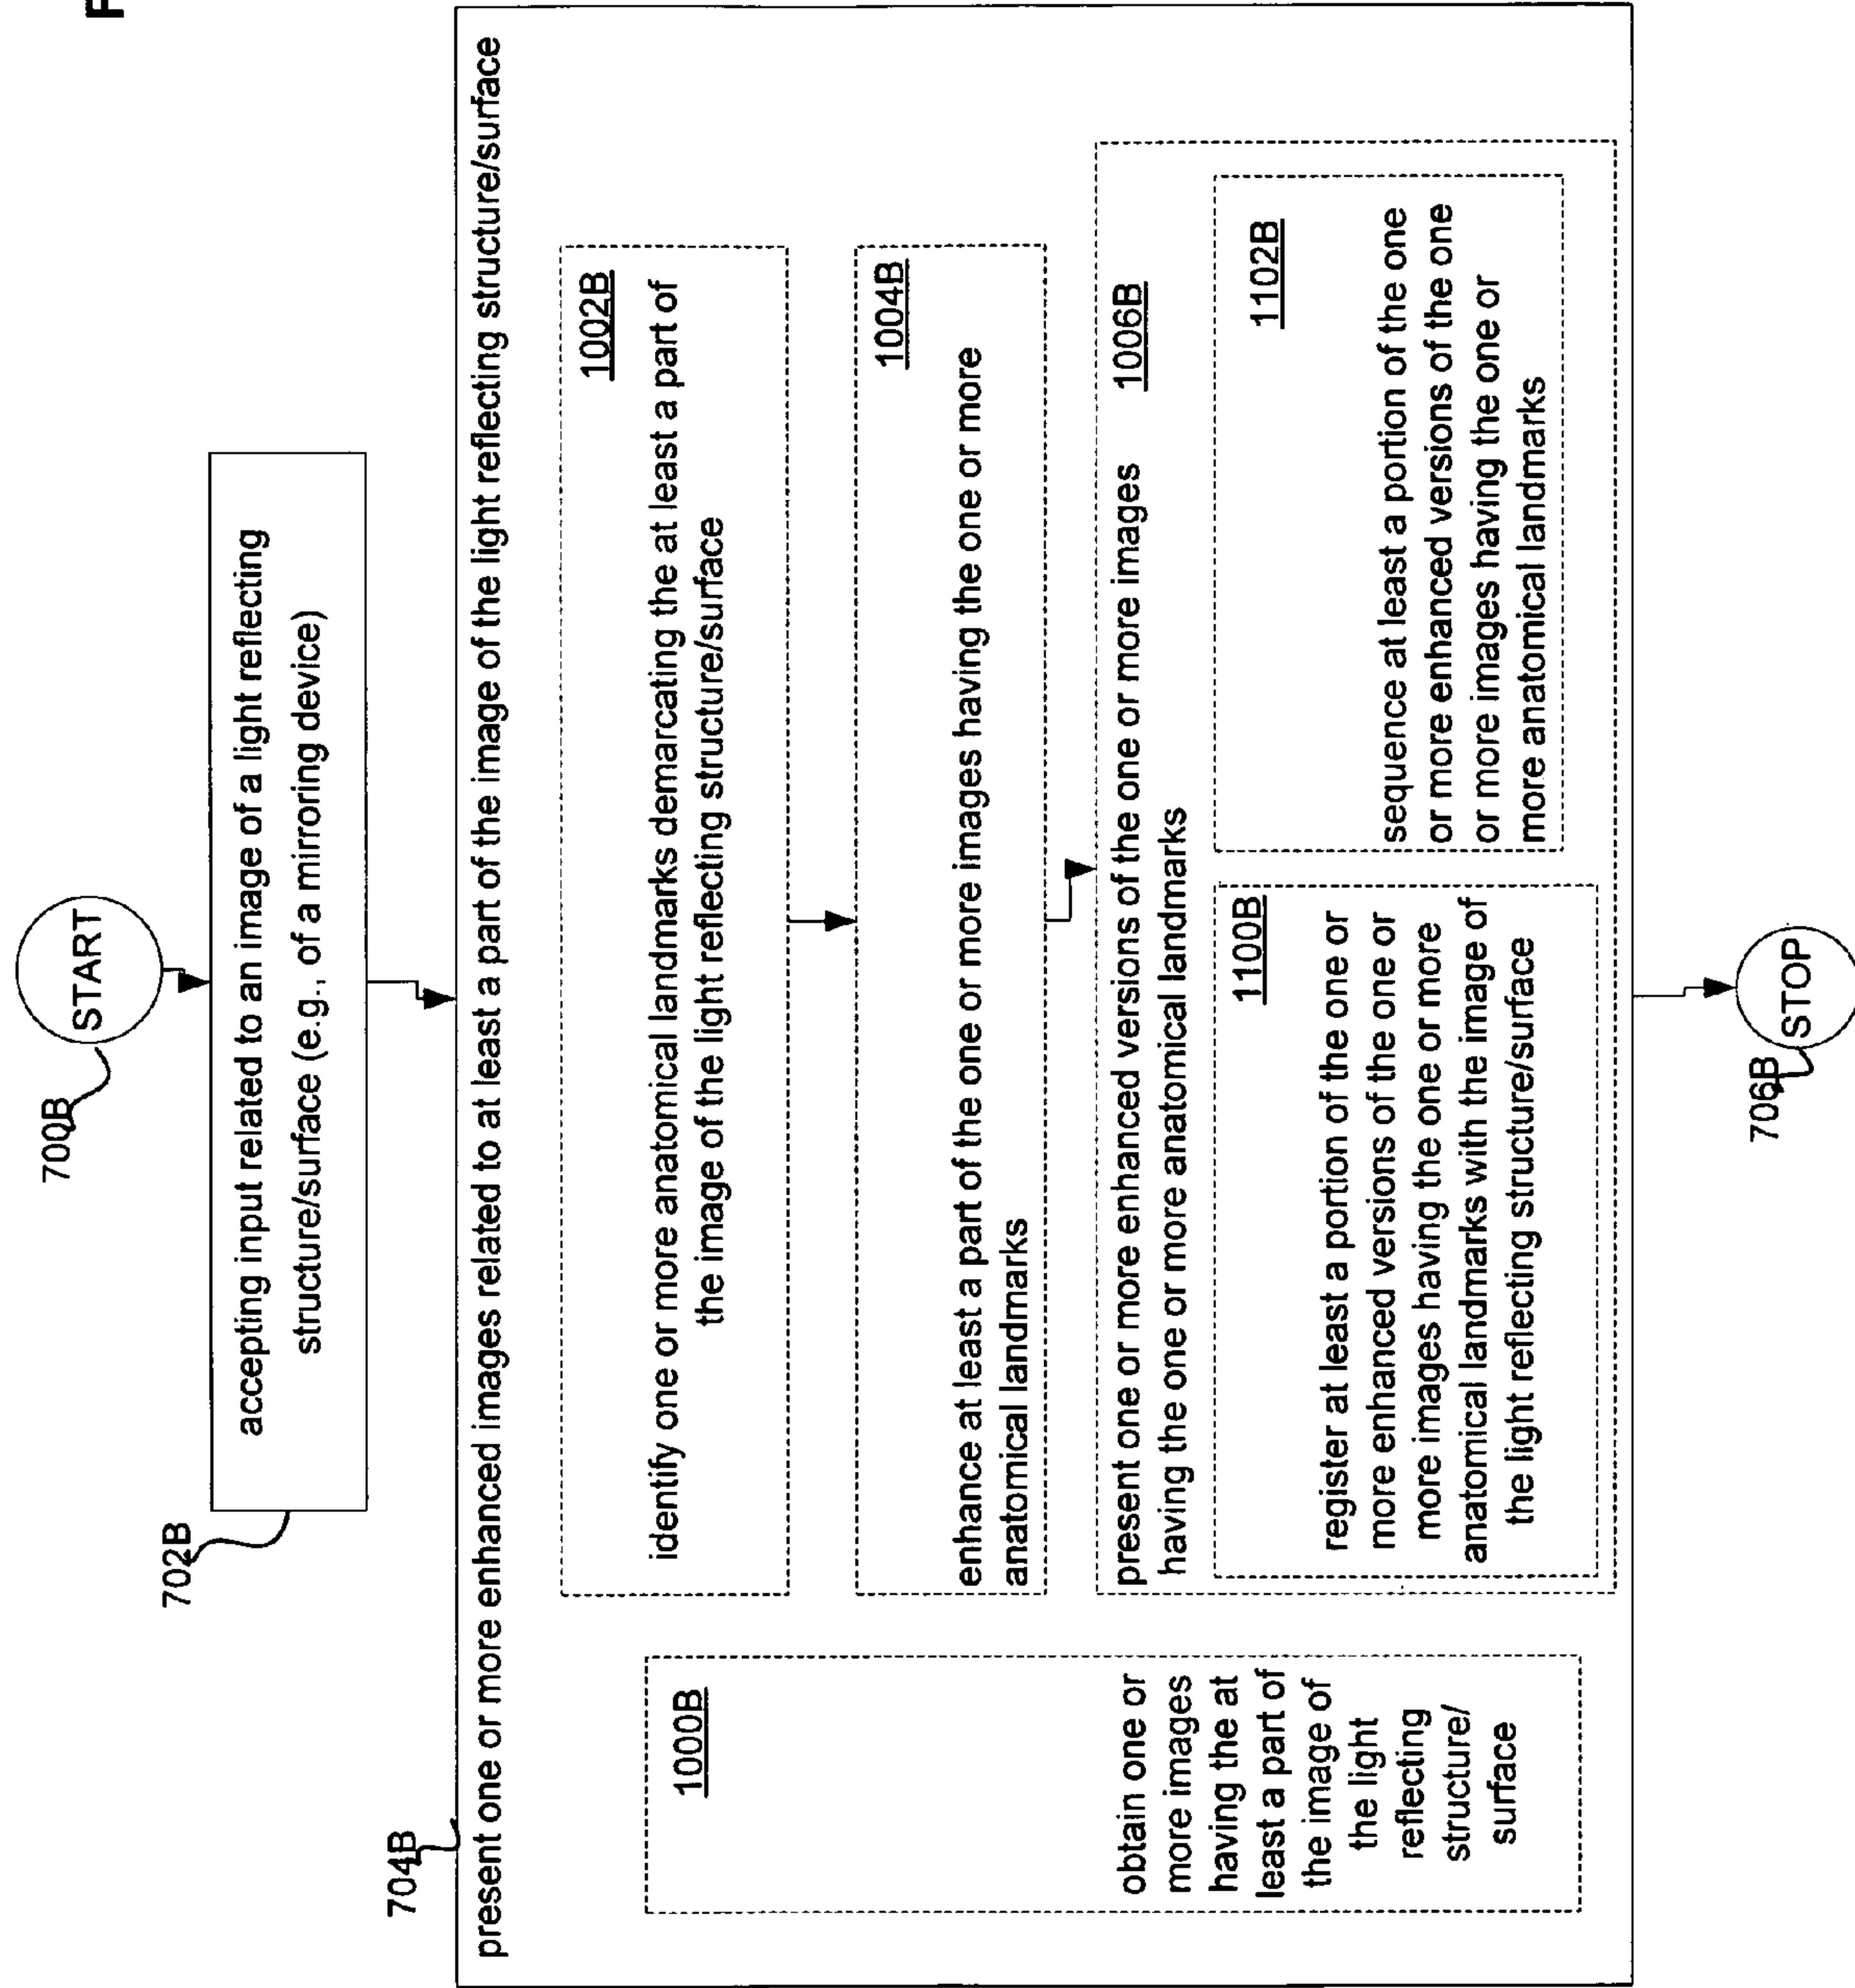 F
START
700B
accepting input related to an image of a light reflecting
structure/surface (e.g., of a mirroring device)
702B
704B
present one or more enhanced images related to at least a part of the image of the light reflecting structure/surface
1000B
obtain one or
more images
having the at
least a part of
the image of
the light
reflecting
structure/
surface
1002B
identify one or more anatomical landmarks demarcating the at least a part of
the image of the light reflecting structure/surface
1004B
enhance at least a part of the one or more images having the one or more
anatomical landmarks
present one or more enhanced versions of the one or more images 1006B
having the one or more anatomical landmarks
1100B
register at least a portion of the one or
more enhanced versions of the one or
more images having the one or more
anatomical landmarks with the image of
the light reflecting structure/surface
1102B
sequence at least a portion of the one
or more enhanced versions of the one
or more images having the one or
more anatomical landmarks
706B
STOP